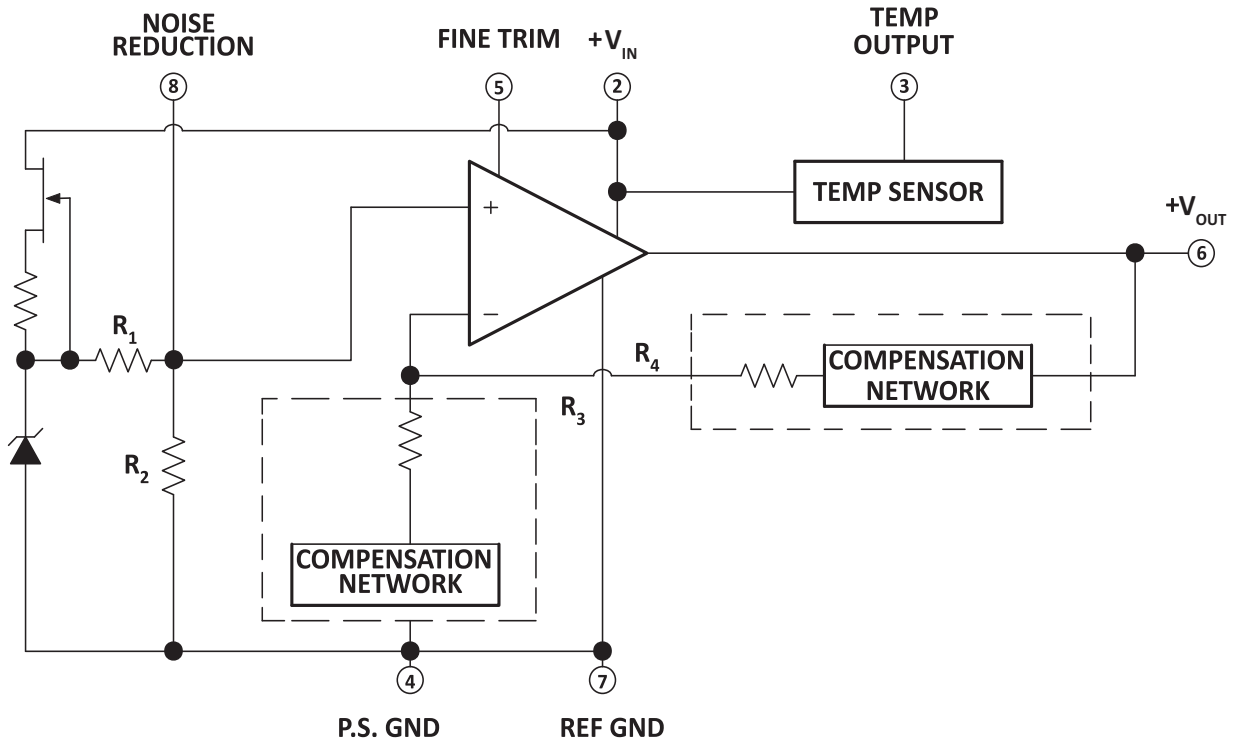 NOISE
REDUCTION
FINE TRIM
+VIN
TEMP
OUTPUT
8
5
2
3
TEMP SENSOR
+
+VOUT
6
−
R1
R4
COMPENSATION
NETWORK
R3
R2
COMPENSATION
NETWORK
4
7
P.S. GND
REF GND